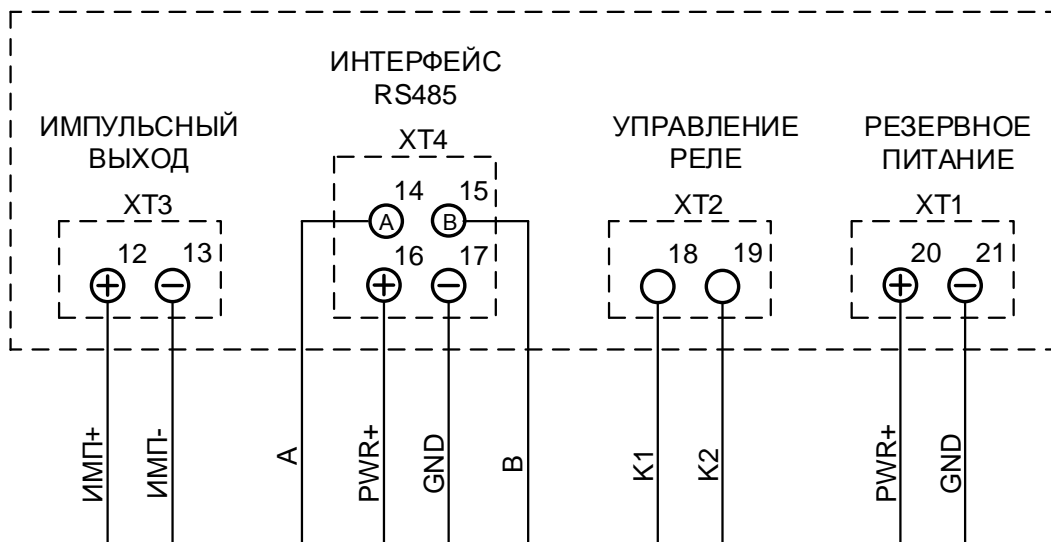 ИМПУЛЬСНЫЙ
ВЫХОД
XT3
12 13
+ −
ИНТЕРФЕЙС
RS485
XT4
14 15
A B
16 17
+ −
УПРАВЛЕНИЕ
РЕЛЕ
XT2
18 19
РЕЗЕРВНОЕ
ПИТАНИЕ
XT1
20 21
+ −
ИМП+
ИМП-
A
PWR+
GND
B
K1
K2
PWR+
GND